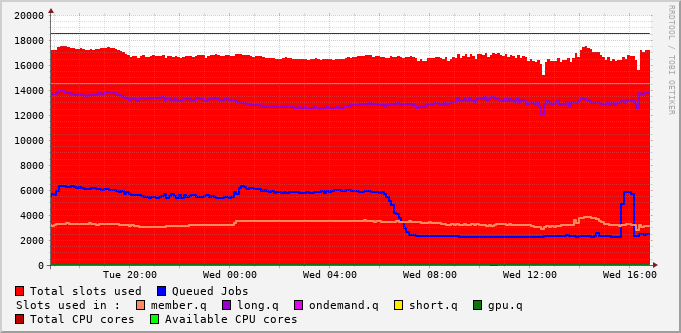 RRDTOOL / TOBI OETIKER
20000
18000
16000
14000
12000
10000
8000
6000
4000
2000
0
Tue 20:00 Wed 00:00 Wed 04:00 Wed 08:00 Wed 12:00 Wed 16:00
Total slots used Queued Jobs
Slots used in : member.q long.q ondemand.q short.q gpu.q
Total CPU cores Available CPU cores